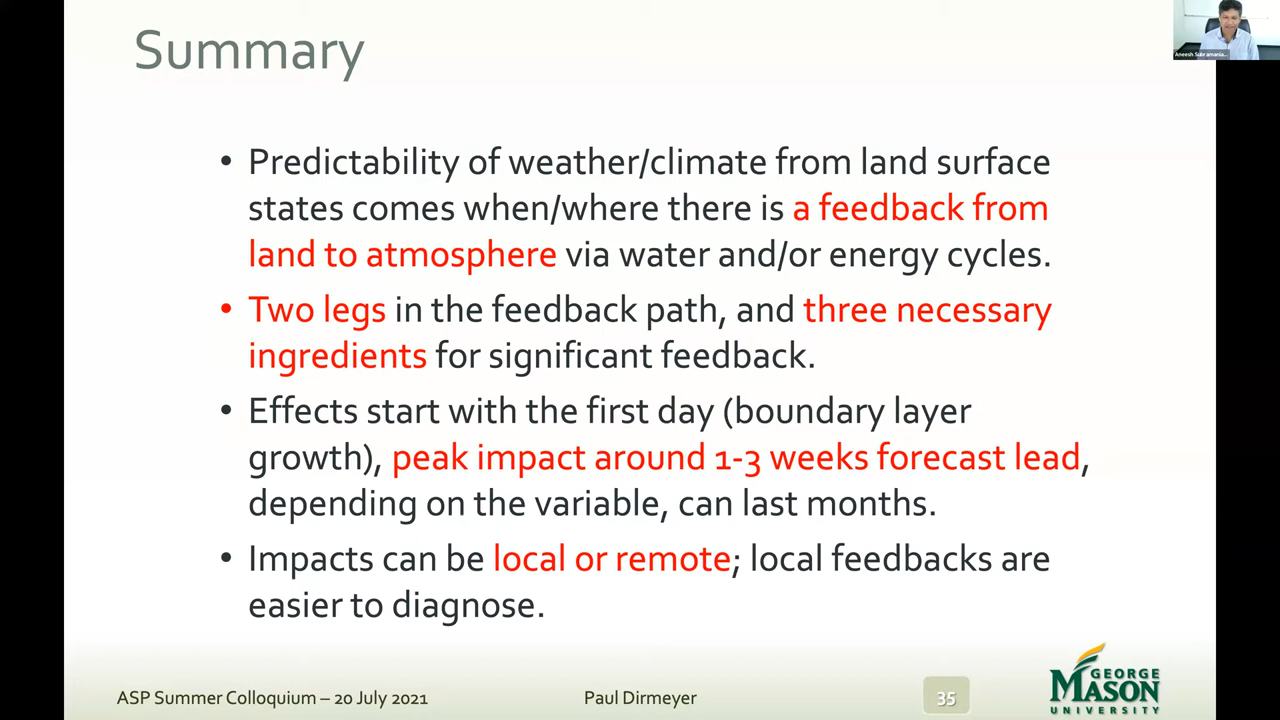 Summary
Aneesh Subramania...
• Predictability of weather/climate from land surface
states comes when/where there is a feedback from
land to atmosphere via water and/or energy cycles.
• Two legs in the feedback path, and three necessary
ingredients for significant feedback.
• Effects start with the first day (boundary layer
growth), peak impact around 1-3 weeks forecast lead,
depending on the variable, can last months.
• Impacts can be local or remote; local feedbacks are
easier to diagnose.
ASP Summer Colloquium – 20 July 2021
Paul Dirmeyer
35
GEORGE
MASON
UNIVERSITY